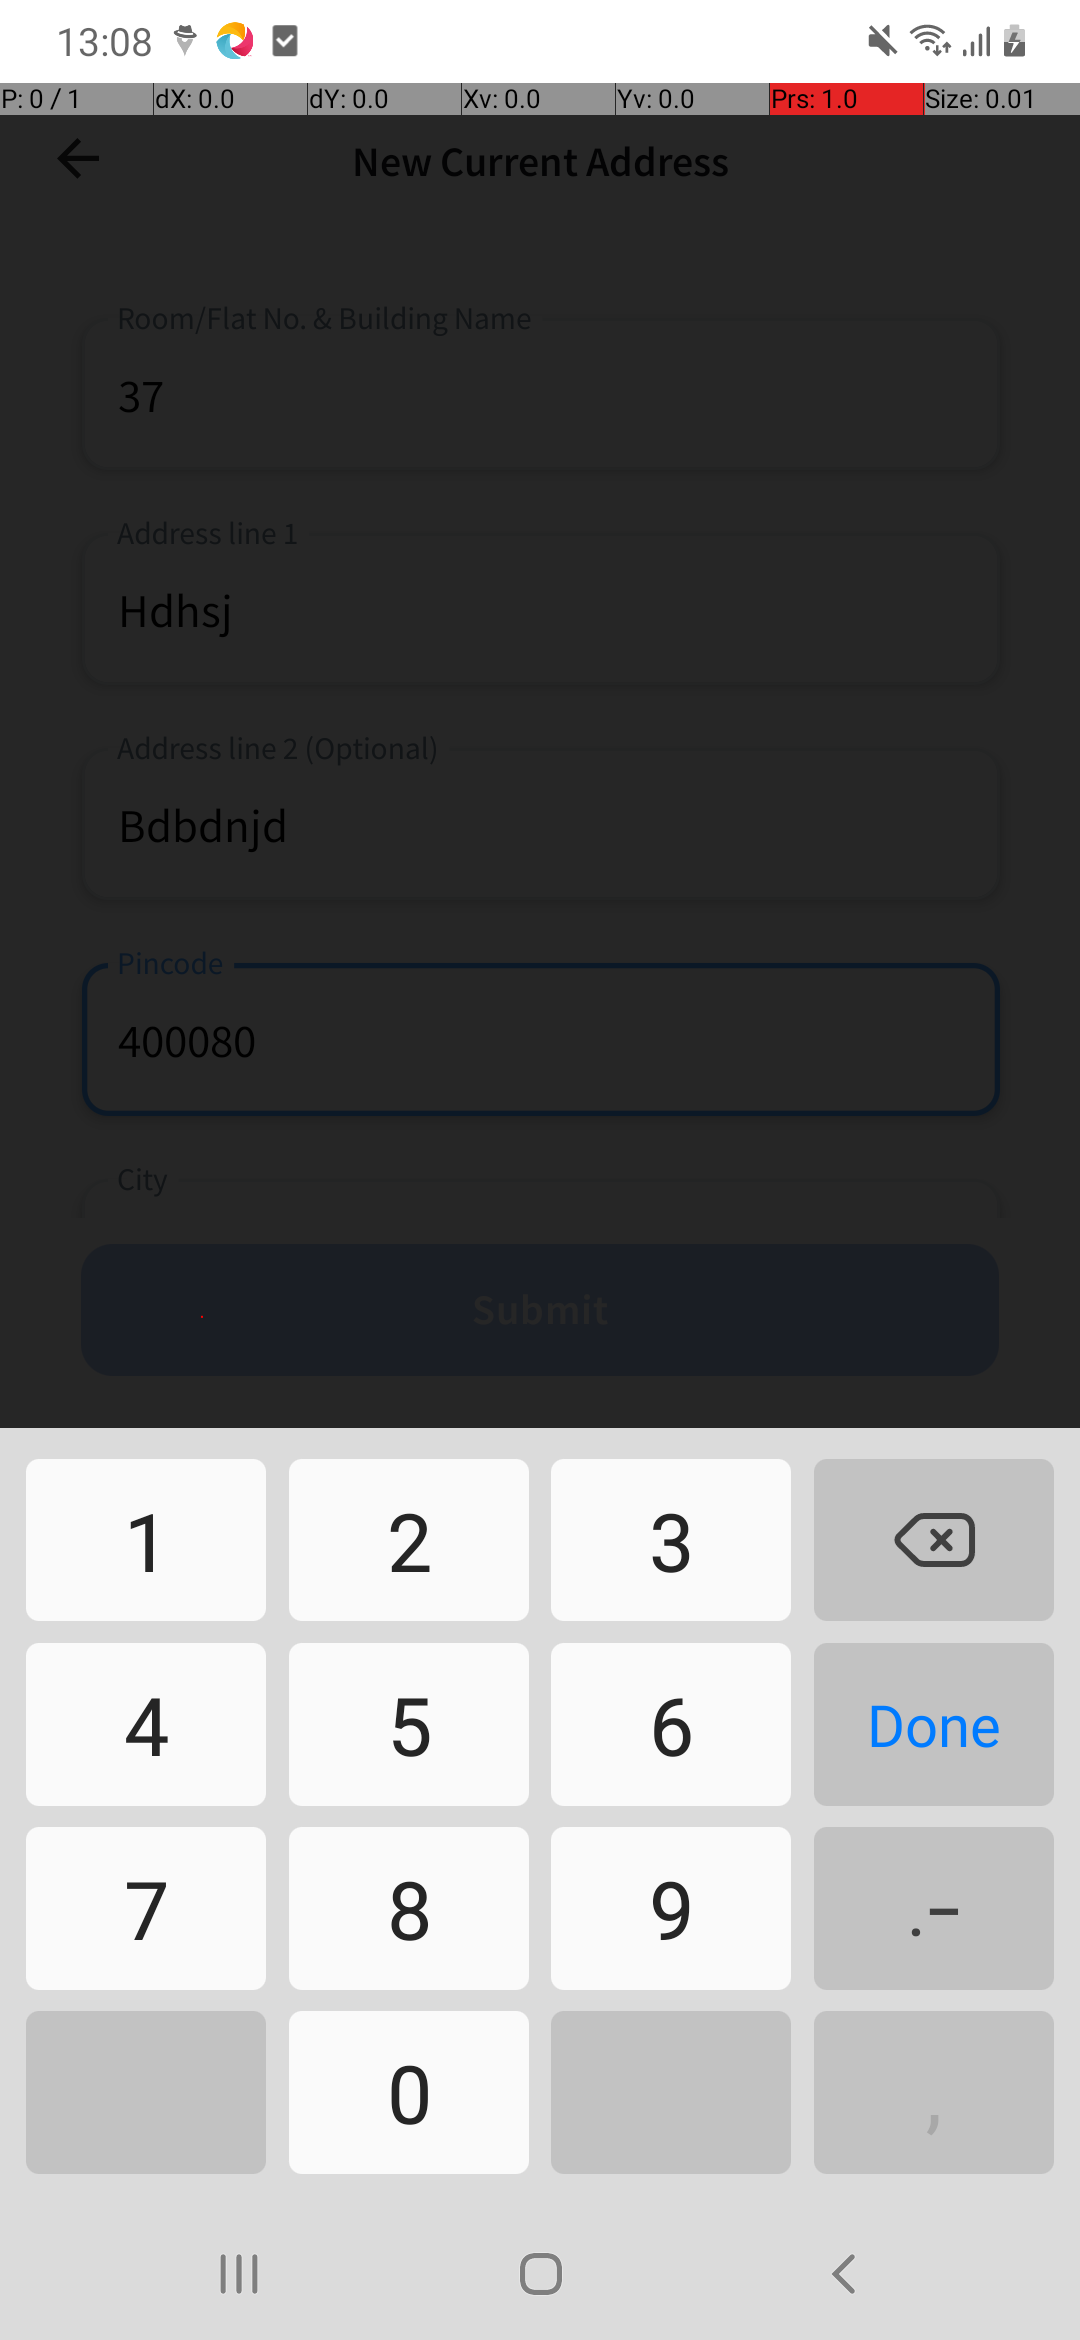 13:08
P: 0 / 1 dX: 0.0 dY: 0.0 Xv: 0.0 Yv: 0.0 Prs: 1.0 Size: 0.01
New Current Address
Room/Flat No. & Building Name
37
Address line 1
Hdhsj
Address line 2 (Optional)
Bdbdnjd
Pincode
400080
City
Submit
1 2 3
4 5 6 Done
7 8 9 .-
0 ,